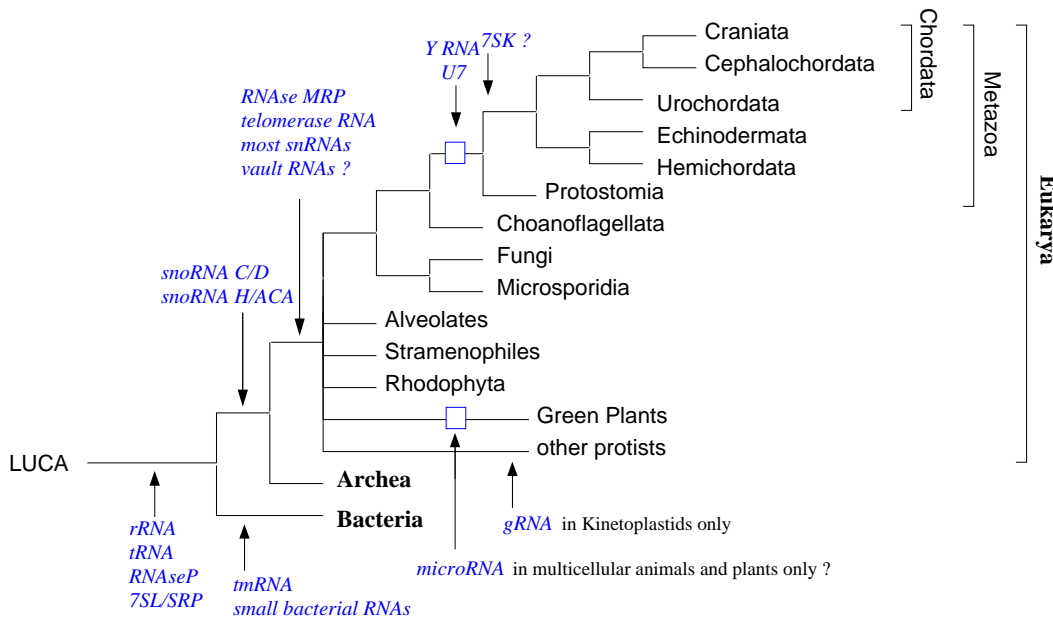 Craniata
Cephalochordata
Urochordata
Echinodermata
Hemichordata
Protostomia
Choanoflagellata
Fungi
Microsporidia
Alveolates
Stramenophiles
Rhodophyta
Green Plants
other protists
Archea
Bacteria
LUCA
Chordata
Metazoa
Eukarya
Y RNA
U7
7SK ?
RNAse MRP
telomerase RNA
most snRNAs
vault RNAs ?
snoRNA C/D
snoRNA H/ACA
rRNA
tRNA
RNAseP
7SL/SRP
tmRNA
small bacterial RNAs
gRNA in Kinetoplastids only
microRNA in multicellular animals and plants only ?